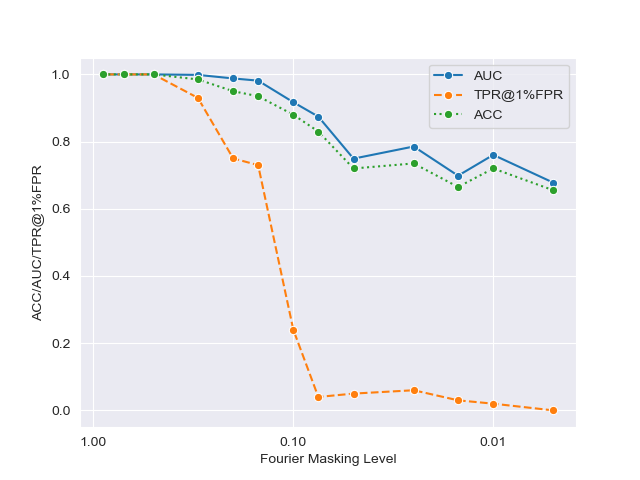 AUC
TPR@1%FPR
ACC
ACC/AUC/TPR@1%FPR
1.0
0.8
0.6
0.4
0.2
0.0
1.00
0.10
0.01
Fourier Masking Level